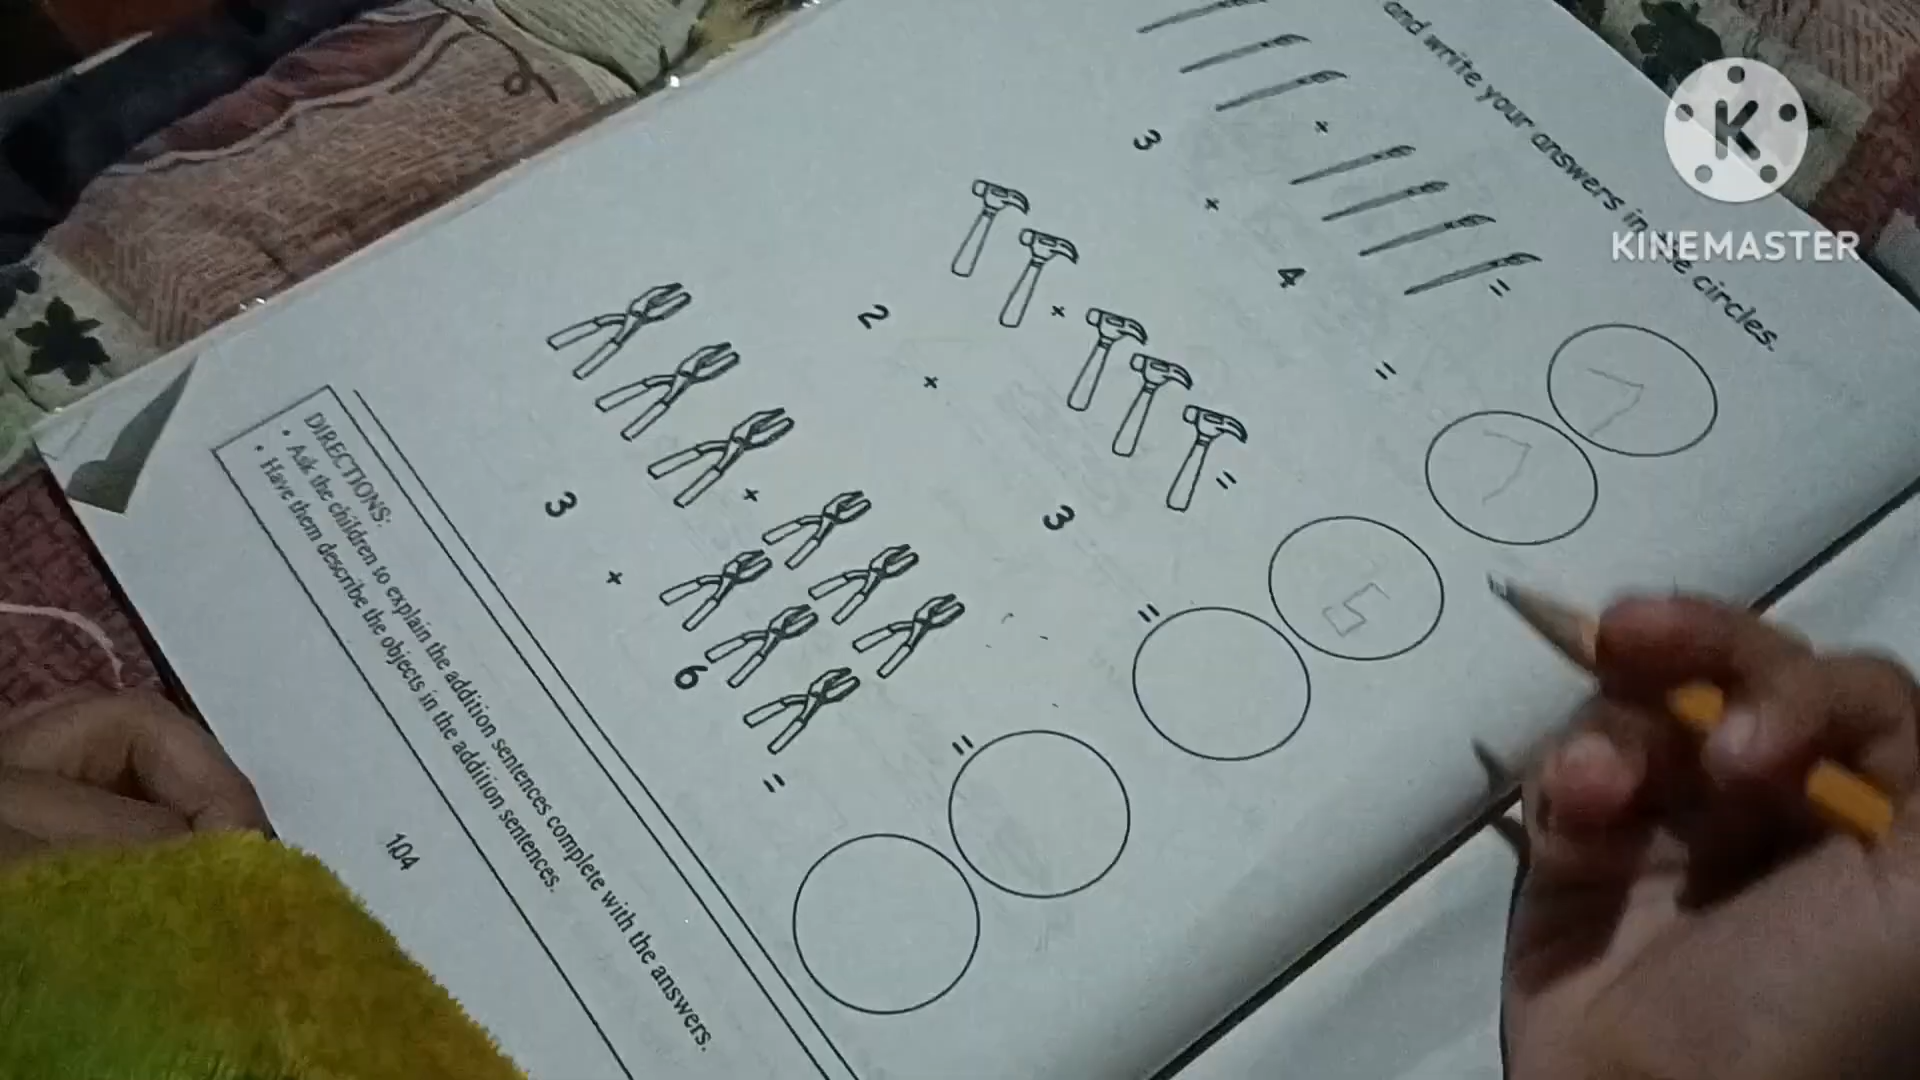 and write your answers in the circles.
+ =
3 + 4 =
7
7
+ =
2 + 3 =
5
+
3 + 6 =
=
DIRECTIONS:
• Ask the children to explain the addition sentences complete with the answers.
• Have them describe the objects in the addition sentences.
104
K
KINEMASTER